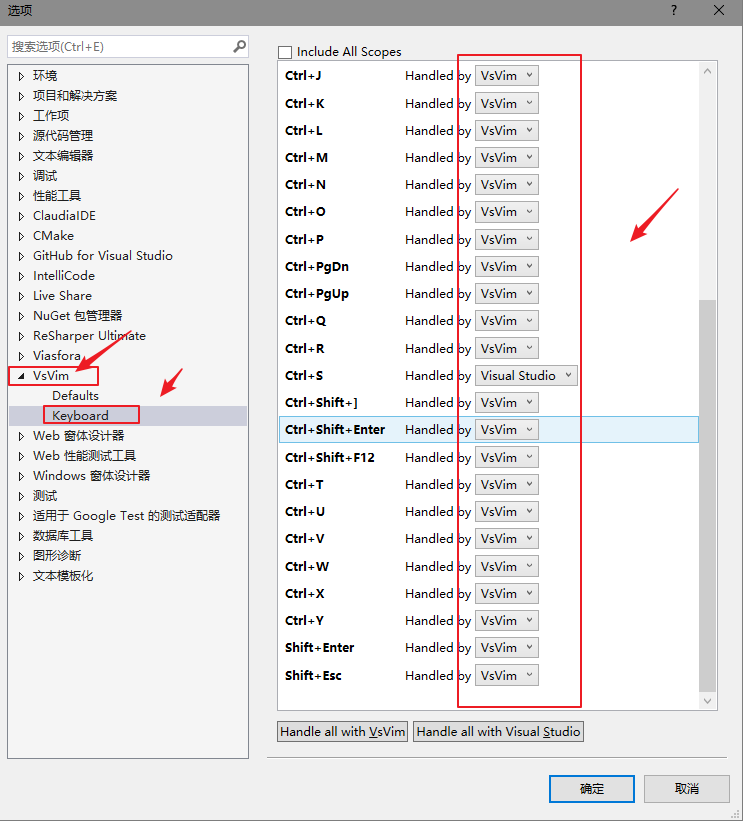 选项
?
搜索选项(Ctrl+E)
环境
项目和解决方案
工作项
源代码管理
文本编辑器
调试
性能工具
ClaudiaIDE
CMake
GitHub for Visual Studio
IntelliCode
Live Share
NuGet 包管理器
ReSharper Ultimate
Viasfora
VsVim
Defaults
Keyboard
Web 窗体设计器
Web 性能测试工具
Windows 窗体设计器
测试
适用于 Google Test 的测试适配器
数据库工具
图形诊断
文本模板化
Include All Scopes
Ctrl+J Handled by VsVim
Ctrl+K Handled by VsVim
Ctrl+L Handled by VsVim
Ctrl+M Handled by VsVim
Ctrl+N Handled by VsVim
Ctrl+O Handled by VsVim
Ctrl+P Handled by VsVim
Ctrl+PgDn Handled by VsVim
Ctrl+PgUp Handled by VsVim
Ctrl+Q Handled by VsVim
Ctrl+R Handled by VsVim
Ctrl+S Handled by Visual Studio
Ctrl+Shift+] Handled by VsVim
Ctrl+Shift+Enter Handled by VsVim
Ctrl+Shift+F12 Handled by VsVim
Ctrl+T Handled by VsVim
Ctrl+U Handled by VsVim
Ctrl+V Handled by VsVim
Ctrl+W Handled by VsVim
Ctrl+X Handled by VsVim
Ctrl+Y Handled by VsVim
Shift+Enter Handled by VsVim
Shift+Esc Handled by VsVim
Handle all with VsVim Handle all with Visual Studio
确定 取消